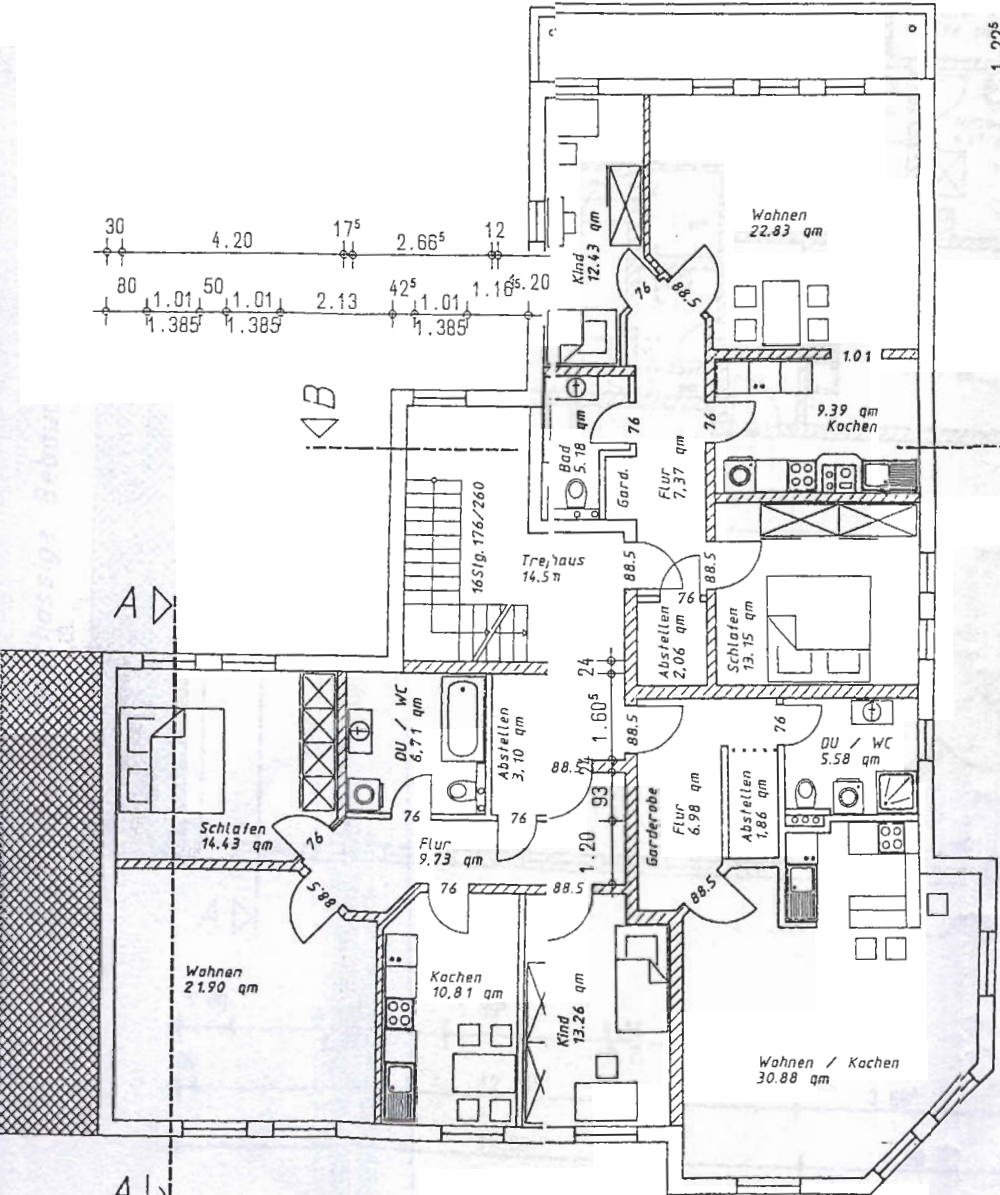 1.22⁵
30
4.20
17⁵
2.66⁵
12
80
1.01
50
1.01
2.13
42⁵
1.01
1.16⁵
5.20
1.385
1.385
1.385
B
Kind
12.43 qm
Wohnen
22.83 qm
76
88.5
1.01
9.39 qm
Kochen
76
76
Bad
5.18 qm
Gard.
Flur
7,37 qm
16Stg.176/260
Trephaus
14.5
88.5
88.5
76
Abstellen
2,06 qm
Schlafen
13.15 qm
A
24
1.60⁵
24
93
1.20
88.5
76
DU / WC
6,71 qm
Abstellen
3,10 qm
88.5
DU / WC
5.58 qm
Schlafen
14.43 qm
76
76
76
Flur
9.73 qm
Garderobe
Flur
6.98 qm
Abstellen
1,86 qm
88.5
76
88.5
88.5
Wohnen
21.90 qm
Kochen
10,81 qm
Kind
13.26 qm
Wohnen / Kochen
30.88 qm
A